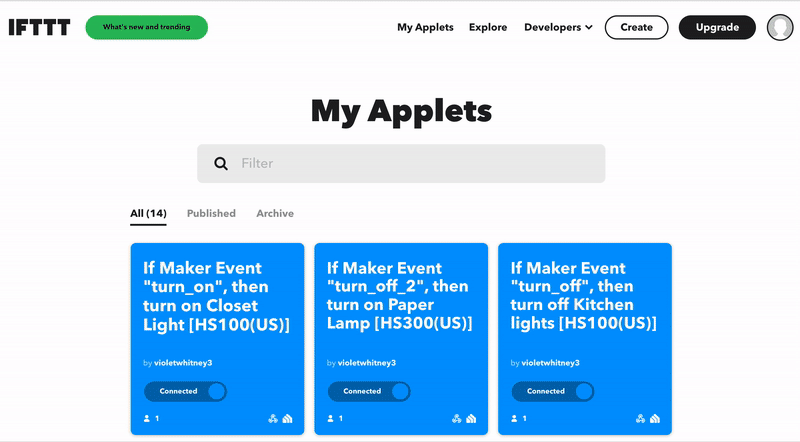 IFTTT What's new and trending My Applets Explore Developers Create Upgrade
My Applets
Filter
All (14) Published Archive
If Maker Event
"turn_on", then
turn on Closet
Light [HS100(US)]
by violetwhitney3
Connected
1
If Maker Event
"turn_off_2", then
turn on Paper
Lamp [HS300(US)]
by violetwhitney3
Connected
1
If Maker Event
"turn_off", then
turn off Kitchen
lights [HS100(US)]
by violetwhitney3
Connected
1